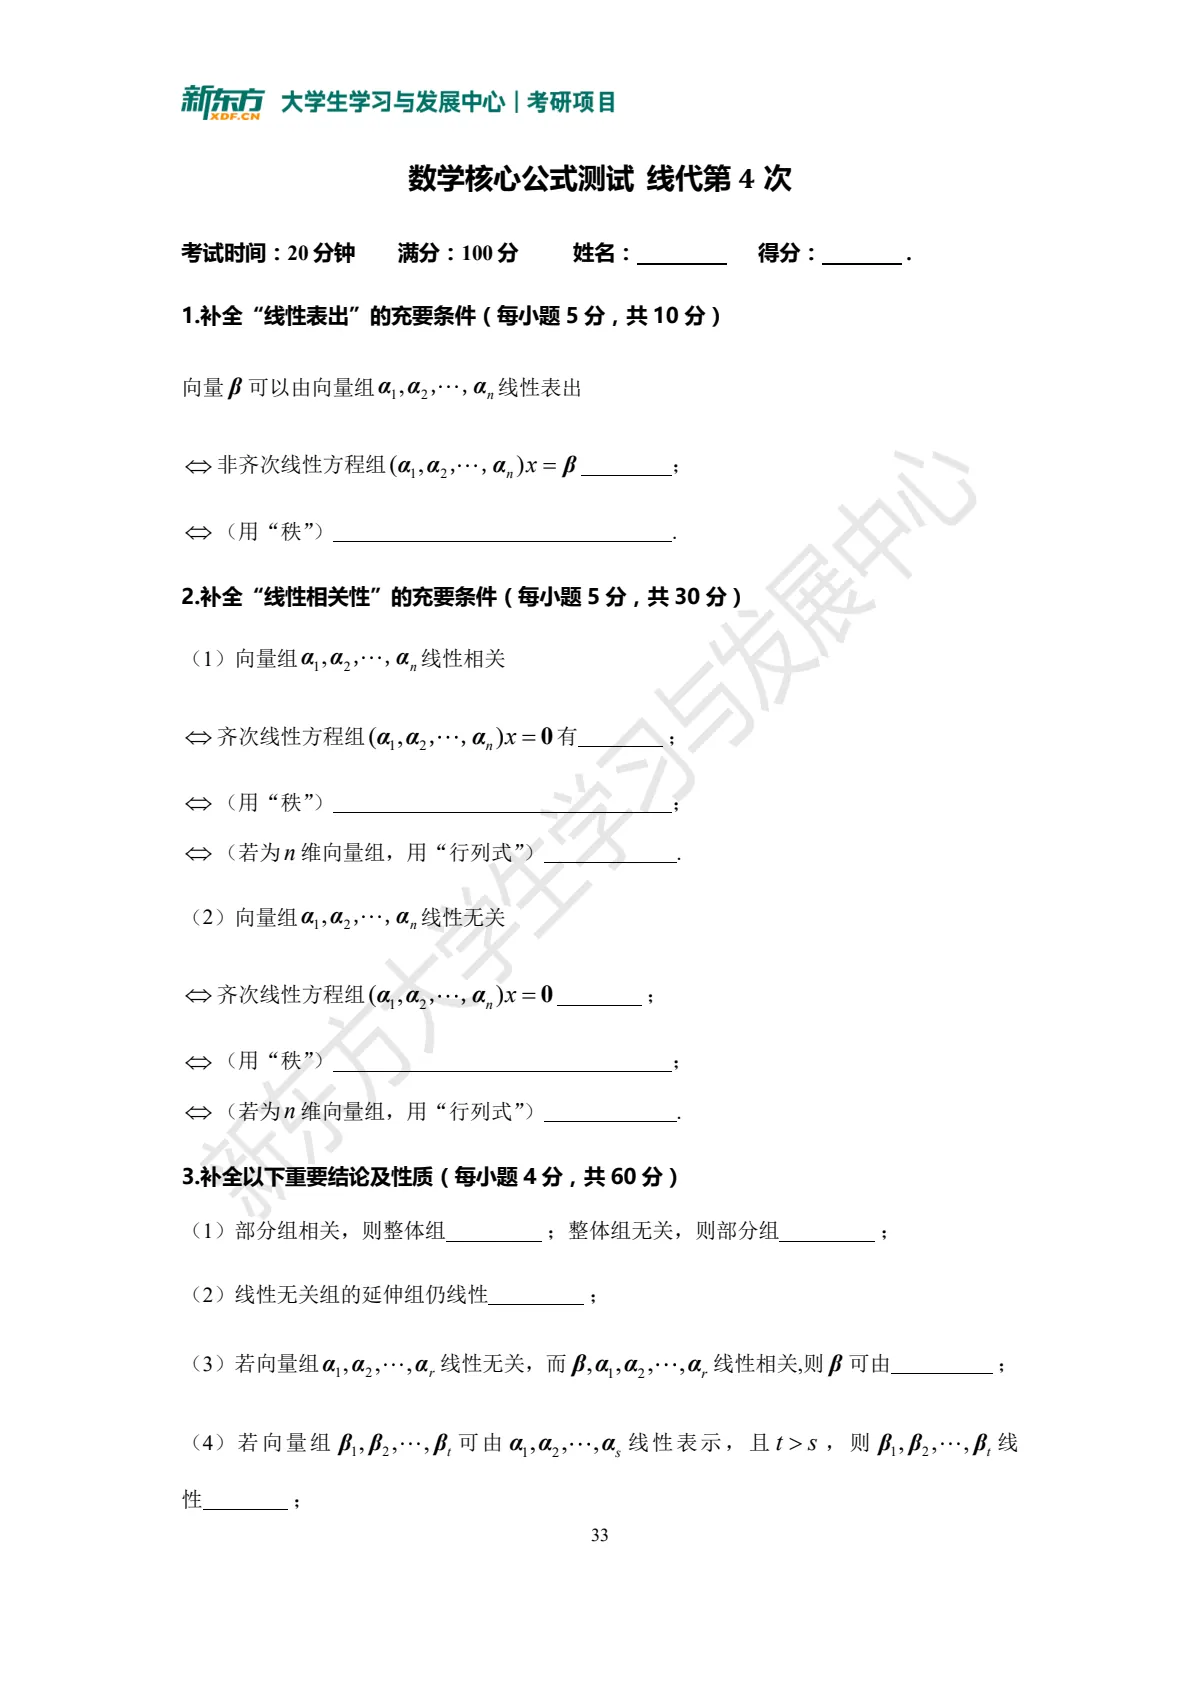 新东方 XDF.CN 大学生学习与发展中心 | 考研项目
数学核心公式测试 线代第 4 次
考试时间：20 分钟 满分：100 分 姓名：________ 得分：_______ .
1.补全“线性表出”的充要条件（每小题 5 分，共 10 分）
向量 β 可以由向量组 α₁,α₂,⋯, αₙ 线性表出
⇔ 非齐次线性方程组 (α₁,α₂,⋯, αₙ)x = β ________；
⇔（用“秩”）________________________________.
2.补全“线性相关性”的充要条件（每小题 5 分，共 30 分）
（1）向量组 α₁,α₂,⋯, αₙ 线性相关
⇔ 齐次线性方程组 (α₁,α₂,⋯, αₙ)x = 0 有________；
⇔（用“秩”）________________________________；
⇔（若为 n 维向量组，用“行列式”）____________.
（2）向量组 α₁,α₂,⋯, αₙ 线性无关
⇔ 齐次线性方程组 (α₁,α₂,⋯, αₙ)x = 0 ________；
⇔（用“秩”）________________________________；
⇔（若为 n 维向量组，用“行列式”）____________.
3.补全以下重要结论及性质（每小题 4 分，共 60 分）
（1）部分组相关，则整体组_________；整体组无关，则部分组_________；
（2）线性无关组的延伸组仍线性_________；
（3）若向量组 α₁,α₂,⋯,αᵣ 线性无关，而 β,α₁,α₂,⋯,αᵣ 线性相关,则 β 可由_________；
（4）若向量组 β₁,β₂,⋯,βₜ 可由 α₁,α₂,⋯,αₛ 线性表示，且 t > s ，则 β₁,β₂,⋯,βₜ 线
性________；
33
新东方大学生学习与发展中心